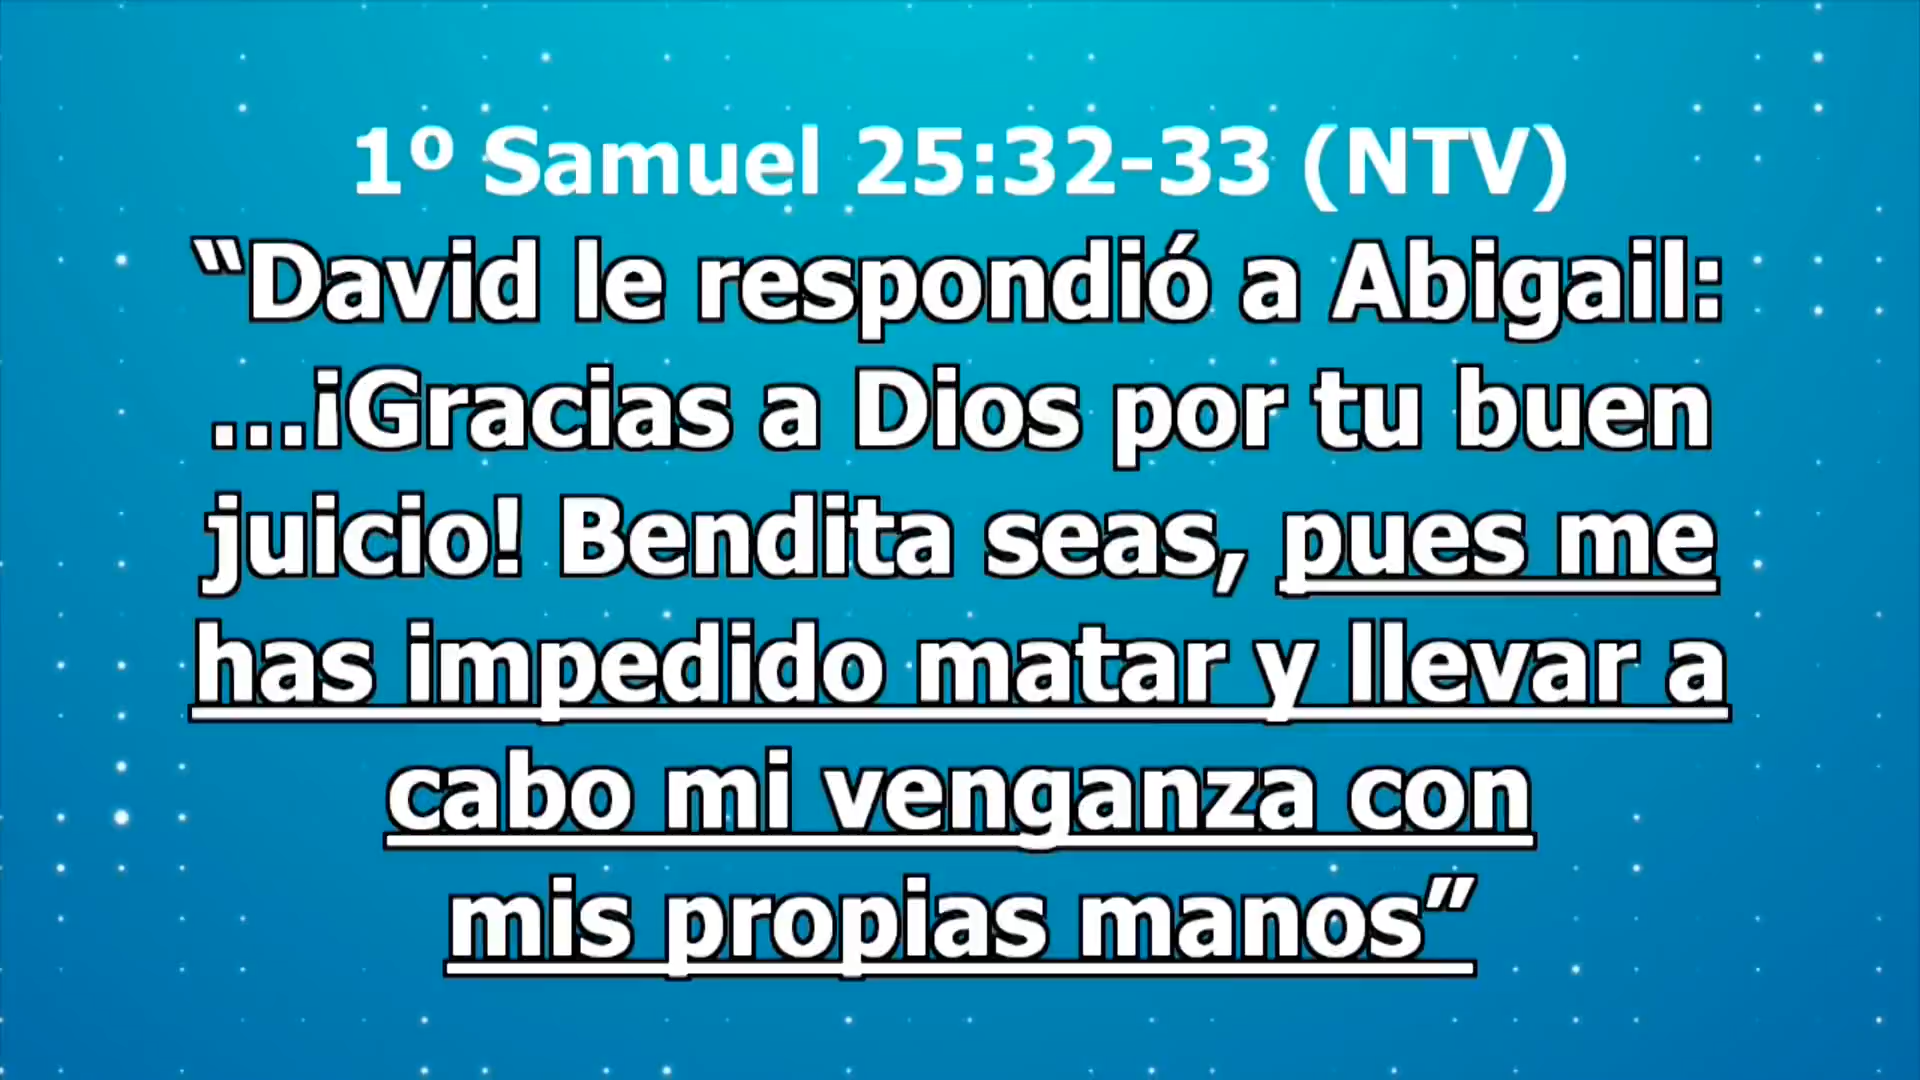 1º Samuel 25:32-33 (NTV)
“David le respondió a Abigail:
...¡Gracias a Dios por tu buen
juicio! Bendita seas, pues me
has impedido matar y llevar a
cabo mi venganza con
mis propias manos”